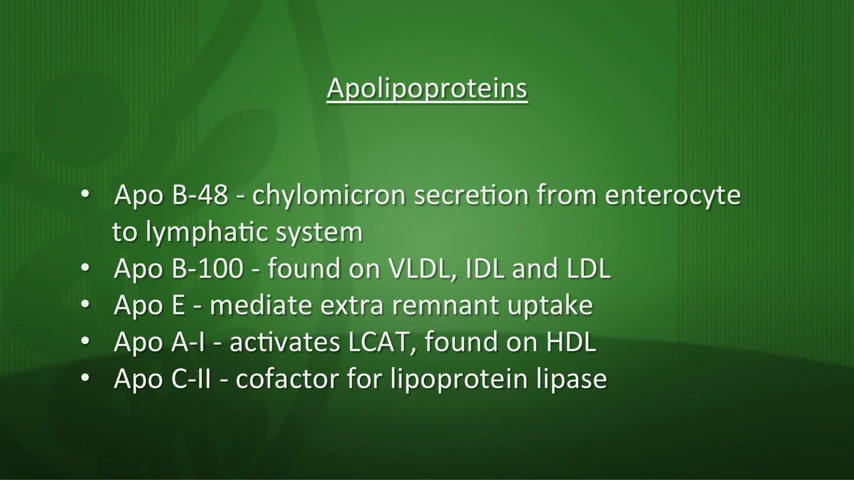 Apolipoproteins
• Apo B-48 - chylomicron secretion from enterocyte
to lymphatic system
• Apo B-100 - found on VLDL, IDL and LDL
• Apo E - mediate extra remnant uptake
• Apo A-I - activates LCAT, found on HDL
• Apo C-II - cofactor for lipoprotein lipase